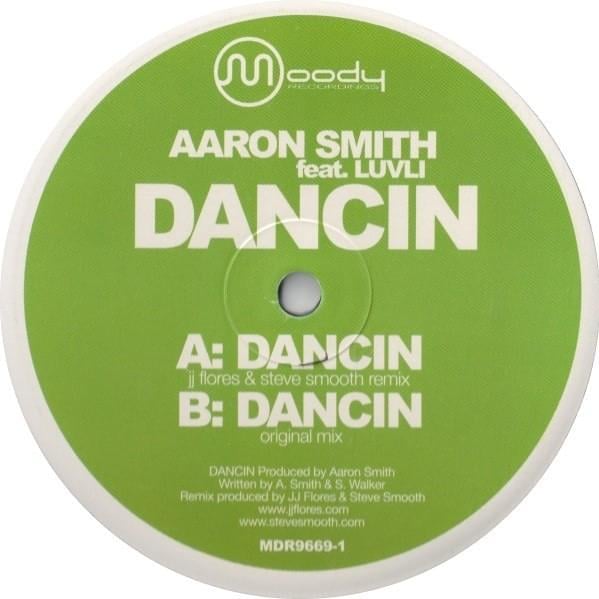 Moody
RECORDINGS
AARON SMITH
feat. LUVLI
DANCIN
A: DANCIN
jj flores & steve smooth remix
B: DANCIN
original mix
DANCIN Produced by Aaron Smith
Written by A. Smith & S. Walker
Remix produced by JJ Flores & Steve Smooth
www.jjflores.com
www.stevesmooth.com
MDR9669-1